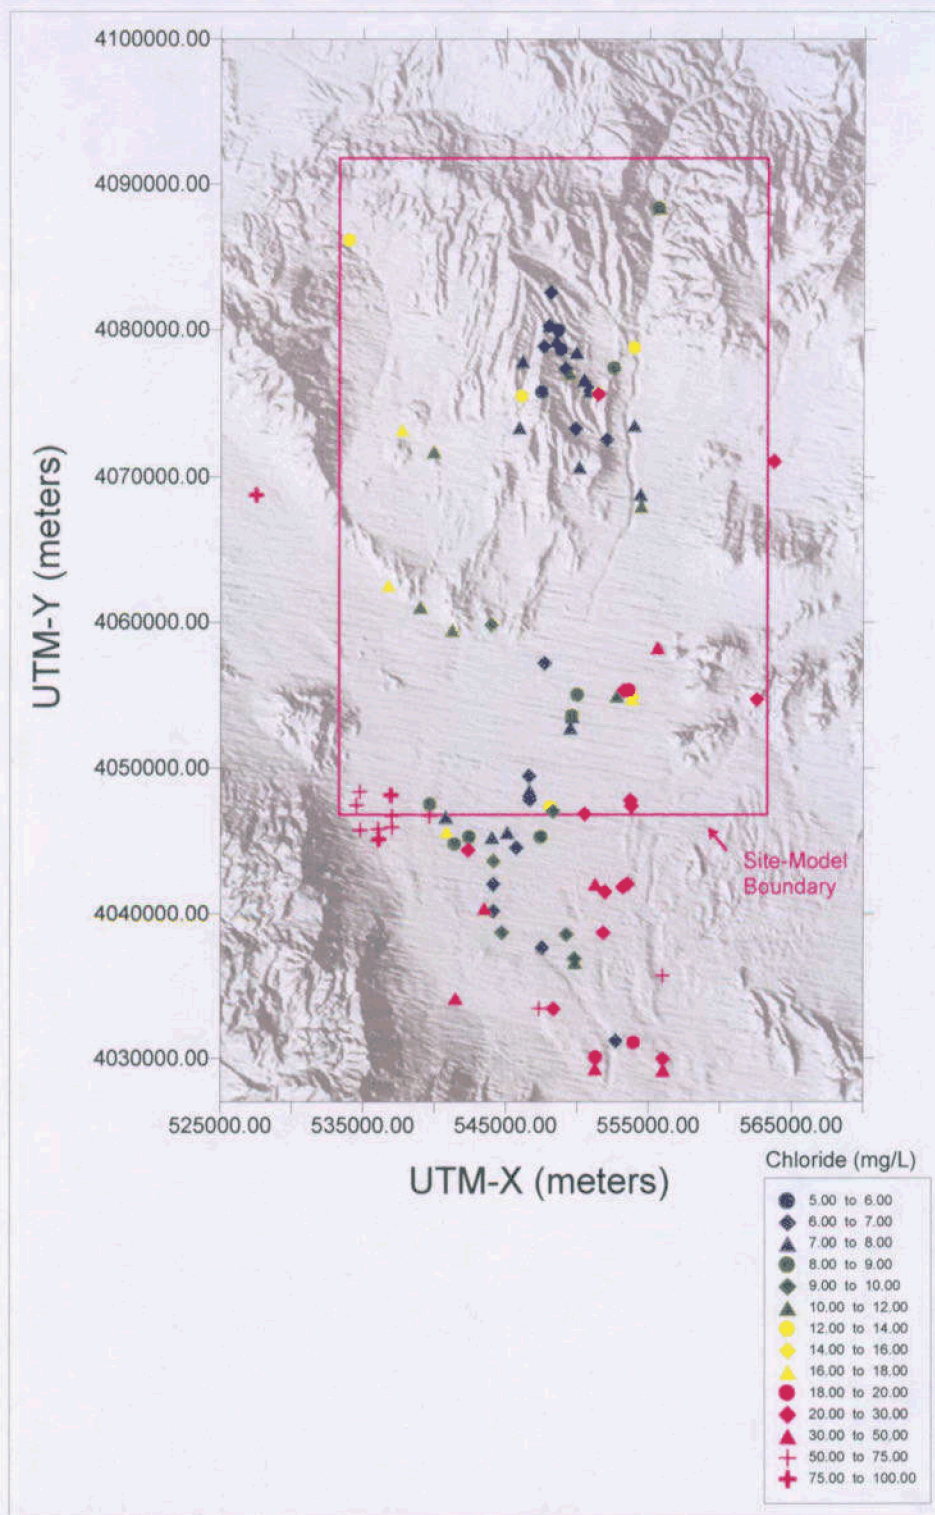 4100000.00
4090000.00
4080000.00
4070000.00
4060000.00
4050000.00
4040000.00
4030000.00
UTM-Y (meters)
Site-Model
Boundary
525000.00 535000.00 545000.00 555000.00 565000.00
UTM-X (meters)
Chloride (mg/L)
5.00 to 6.00
6.00 to 7.00
7.00 to 8.00
8.00 to 9.00
9.00 to 10.00
10.00 to 12.00
12.00 to 14.00
14.00 to 16.00
16.00 to 18.00
18.00 to 20.00
20.00 to 30.00
30.00 to 50.00
50.00 to 75.00
75.00 to 100.00